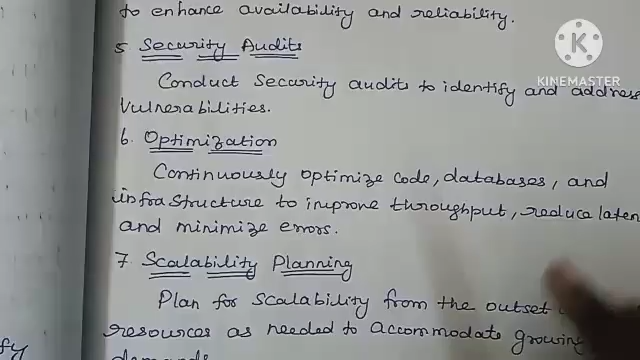 to enhance availability and reliability.
5 Security Audits
Conduct Security audits to identify and address
vulnerabilities.
6. Optimization
Continuously optimize code, databases, and
infrastructure to improve throughput, reduce laten
and minimize errors.
7. Scalability Planning
Plan for scalability from the outset
resources as needed to accommodate growing
demands
fy
KINEMASTER